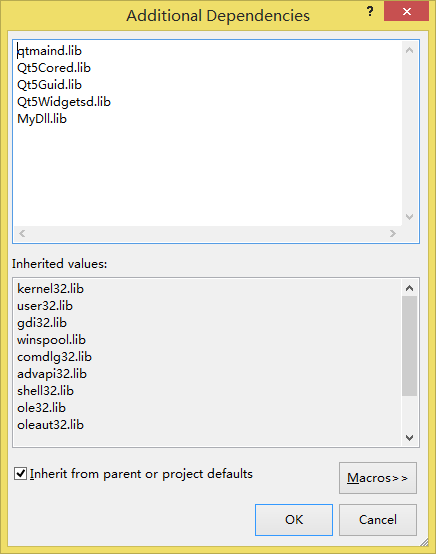 Additional Dependencies
?
qtmaind.lib
Qt5Cored.lib
Qt5Guid.lib
Qt5Widgetsd.lib
MyDll.lib
Inherited values:
kernel32.lib
user32.lib
gdi32.lib
winspool.lib
comdlg32.lib
advapi32.lib
shell32.lib
ole32.lib
oleaut32.lib
Inherit from parent or project defaults
Macros>>
OK
Cancel